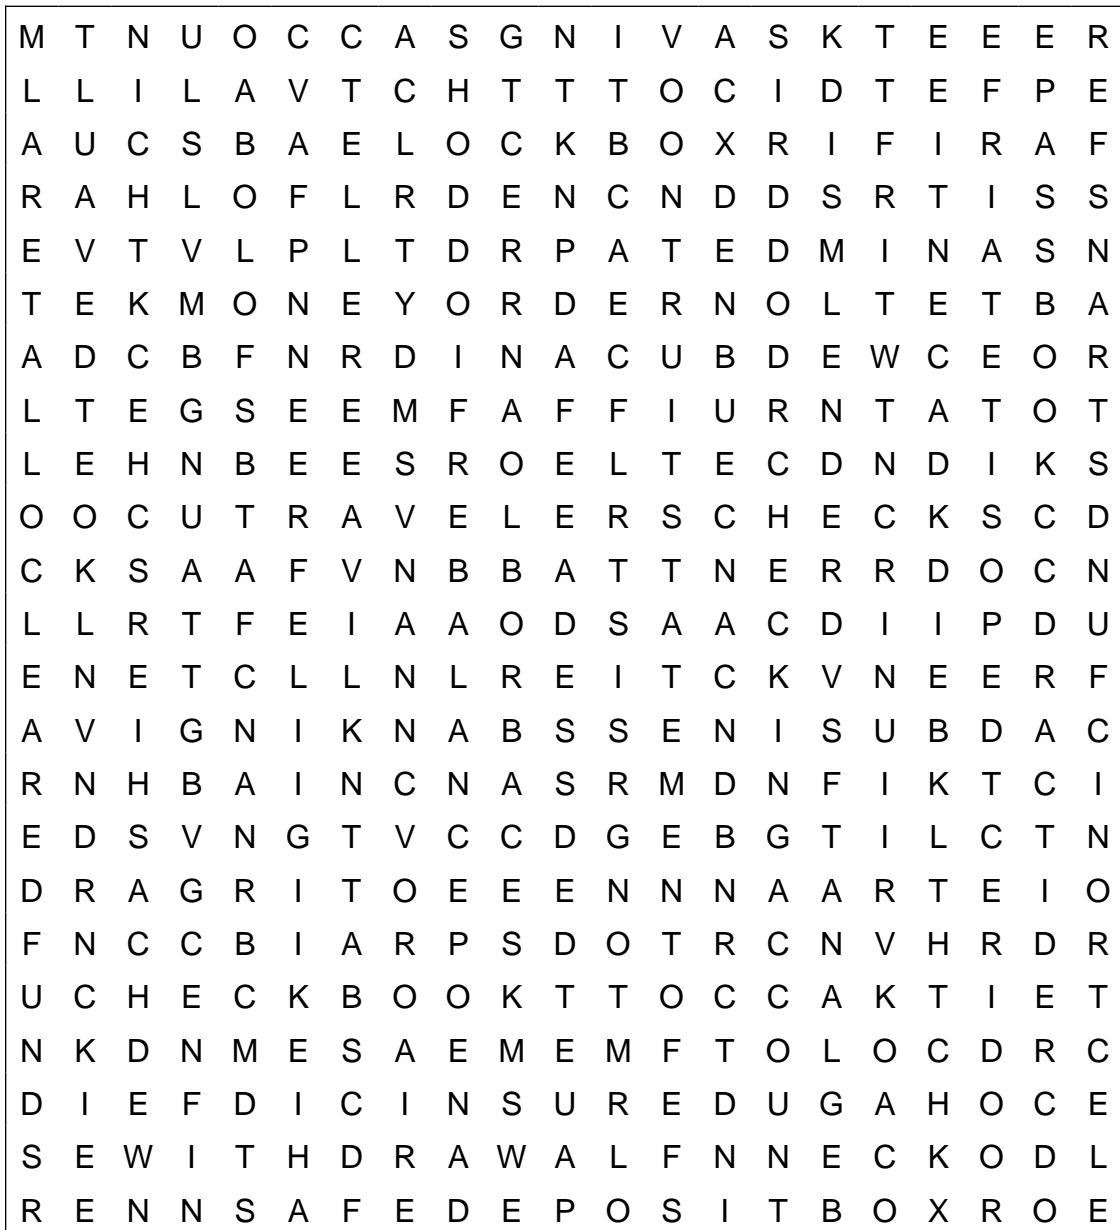 M T N U O C C A S G N I V A S K T E E E R
L L I L A V T C H T T T O C I D T E F P E
A U C S B A E L O C K B O X R I F I R A F
R A H L O F L R D E N C N D D S R T I S S
E V T V L P L T D R P A T E D M I N A S N
T E K M O N E Y O R D E R N O L T E T B A
A D C B F N R D I N A C U B D E W C E O R
L T E G S E E M F A F F I U R N T A T O T
L E H N B E E S R O E L T E C D N D I K S
O O C U T R A V E L E R S C H E C K S C D
C K S A A F V N B B A T T N E R R D O C N
L L R T F E I A A O D S A A C D I I P D U
E N E T C L L N L R E I T C K V N E E R F
A V I G N I K N A B S S E N I S U B D A C
R N H B A I N C N A S R M D N F I K T C I
E D S V N G T V C C D G E B G T I L C T N
D R A G R I T O E E E N N N A A R T E I O
F N C C B I A R P S D O T R C N V H R D R
U C H E C K B O O K T T O C C A K T I E T
N K D N M E S A E M E M F T O L O C D R C
D I E F D I C I N S U R E D U G A H O C E
S E W I T H D R A W A L F N N E C K O D L
R E N N S A F E D E P O S I T B O X R O E